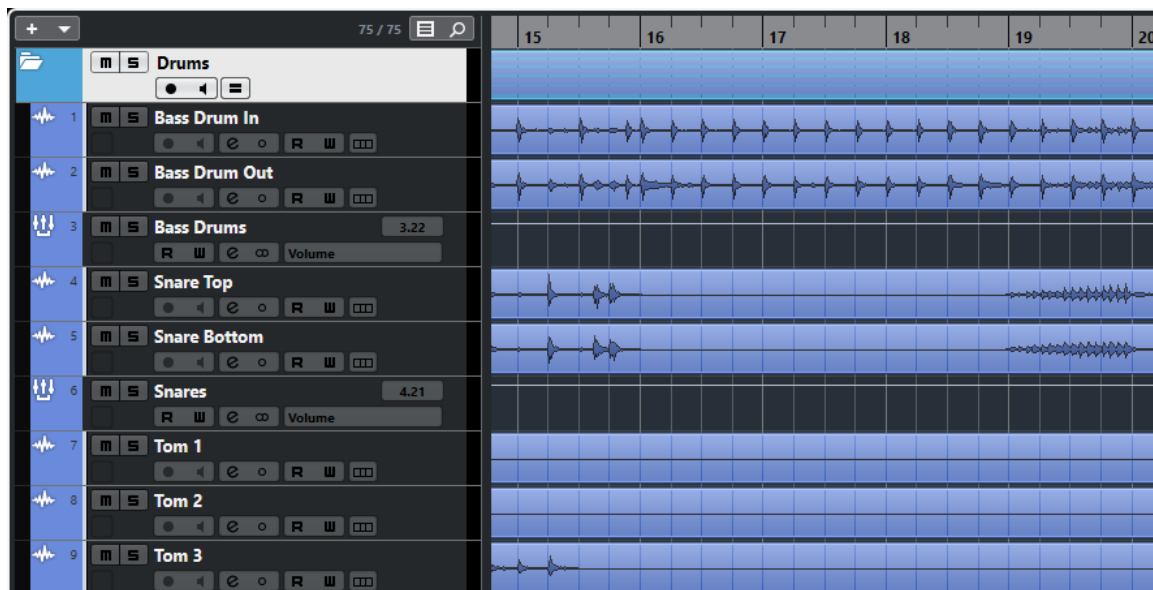 75 / 75
15 16 17 18 19 20
m S Drums
1 m S Bass Drum In
e R W
2 m S Bass Drum Out
e R W
3 m S Bass Drums 3.22
R W e Volume
4 m S Snare Top
e R W
5 m S Snare Bottom
e R W
6 m S Snares 4.21
R W e Volume
7 m S Tom 1
e R W
8 m S Tom 2
e R W
9 m S Tom 3
e R W